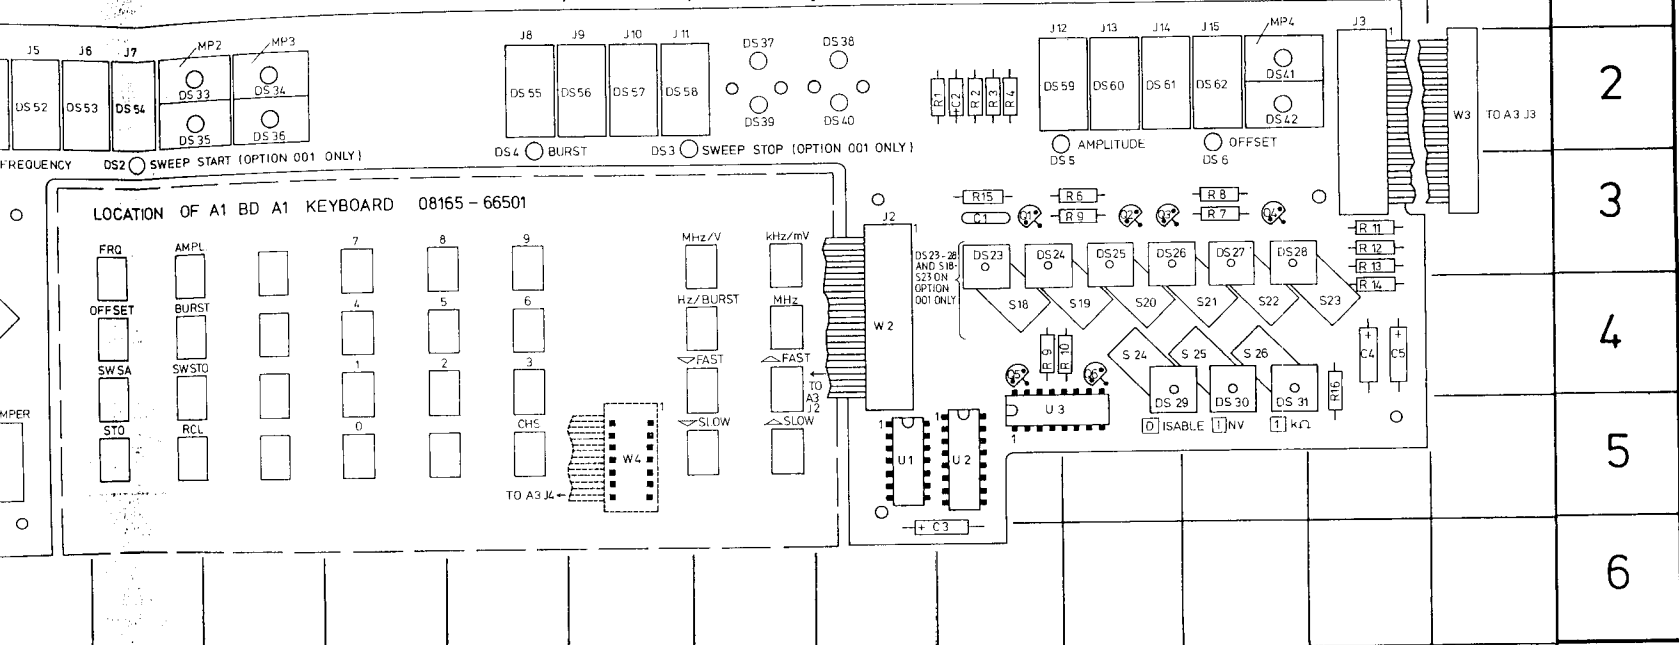 J5 J6 J7 MP2 MP3 J8 J9 J10 J11 DS37 DS38 J12 J13 J14 J15 MP4 J3 1
DS52 DS53 DS54 DS33 DS34 DS55 DS56 DS57 DS58 R1 +C2 R2 R3 R4 DS59 DS60 DS61 DS62 DS41 2
DS35 DS36 DS39 DS40 DS42 W3 TO A3 J3
FREQUENCY DS2 SWEEP START (OPTION 001 ONLY) DS4 BURST DS3 SWEEP STOP (OPTION 001 ONLY) DS5 AMPLITUDE DS6 OFFSET
LOCATION OF A1 BD A1 KEYBOARD 08165-66501
R15 R6 R8 3
C1 Q1 R9 Q2 Q3 R7 Q4
J2 1 R11
R12
R13
R14
FRQ AMPL 7 8 9 MHz/V kHz/mV
DS23-28
AND S18-
S23 ON
OPTION
001 ONLY
DS23 DS24 DS25 DS26 DS27 DS28
S18 S19 S20 S21 S22 S23
OFFSET BURST 4 5 6 Hz/BURST MHz
W2 4
R9 R10 S24 S25 S26 +C4 +C5
SWSA SWSTO 1 2 3 FAST FAST
TO
A3
J2
Q5 Q6 R16
DS29 DS30 DS31
U3 1
D ISABLE I NV 1 kΩ
MPER STO RCL 0 CHS SLOW SLOW
1 W4 TO A3 J4
1 U1 1 U2 5
+ C3
6